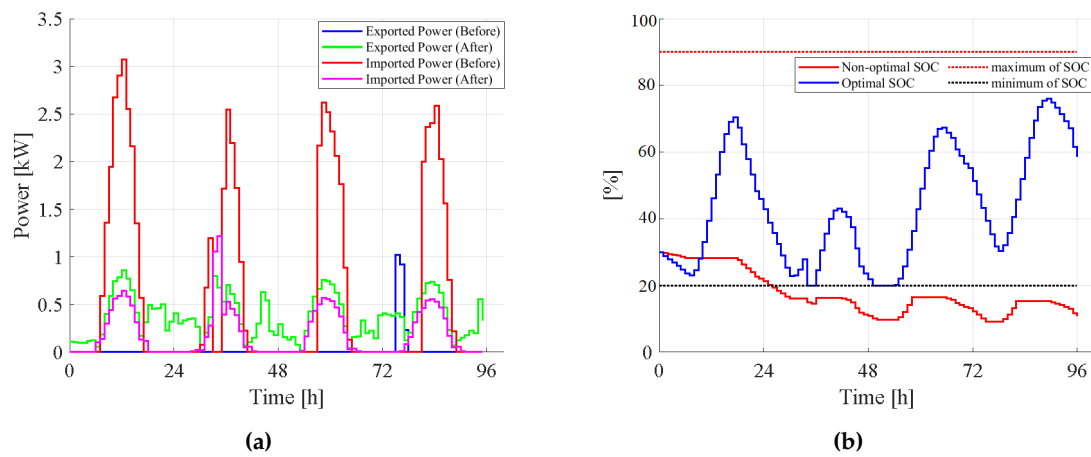 3.5
3
2.5
2
1.5
1
0.5
0
Power [kW]
0 24 48 72 96
Time [h]
Exported Power (Before)
Exported Power (After)
Imported Power (Before)
Imported Power (After)
(a)
100
80
60
40
20
0
[%]
0 24 48 72 96
Time [h]
Non-optimal SOC
Optimal SOC
maximum of SOC
minimum of SOC
(b)